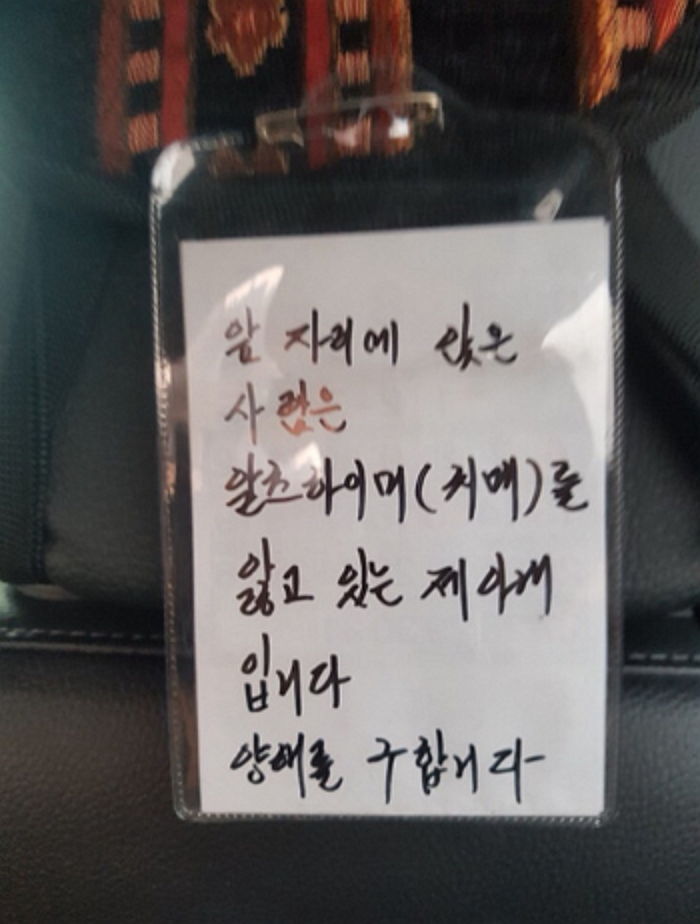 앞 자리에 앉은
사람은
알츠하이머(치매)를
앓고 있는 제 아내
입니다
양해를 구합니다